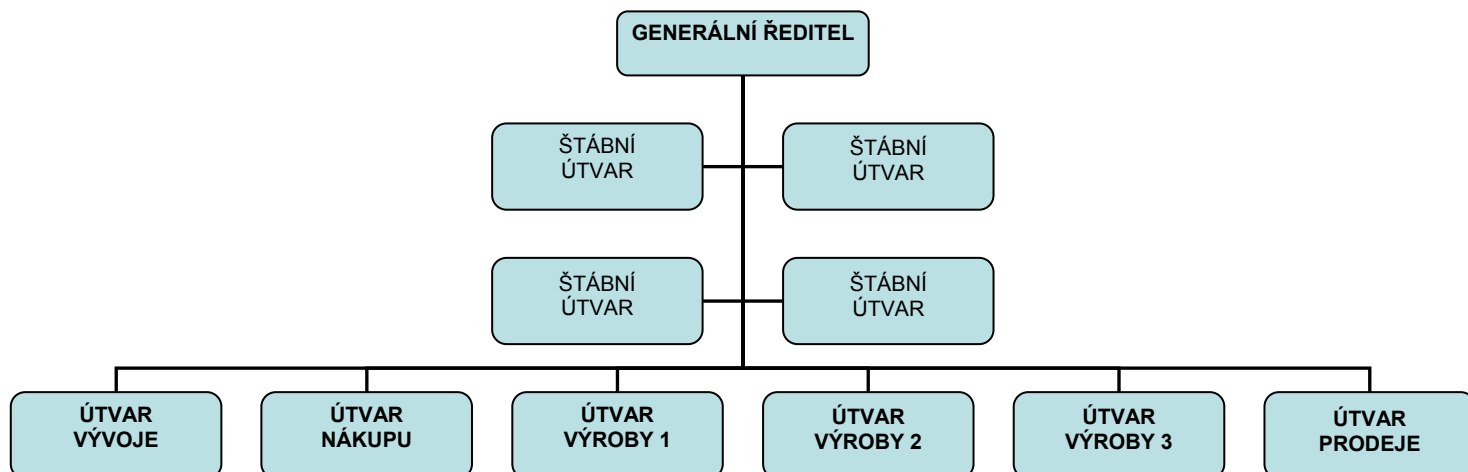 GENERÁLNÍ ŘEDITEL
ŠTÁBNÍ
ÚTVAR
ŠTÁBNÍ
ÚTVAR
ŠTÁBNÍ
ÚTVAR
ŠTÁBNÍ
ÚTVAR
ÚTVAR
VÝVOJE
ÚTVAR
NÁKUPU
ÚTVAR
VÝROBY 1
ÚTVAR
VÝROBY 2
ÚTVAR
VÝROBY 3
ÚTVAR
PRODEJE